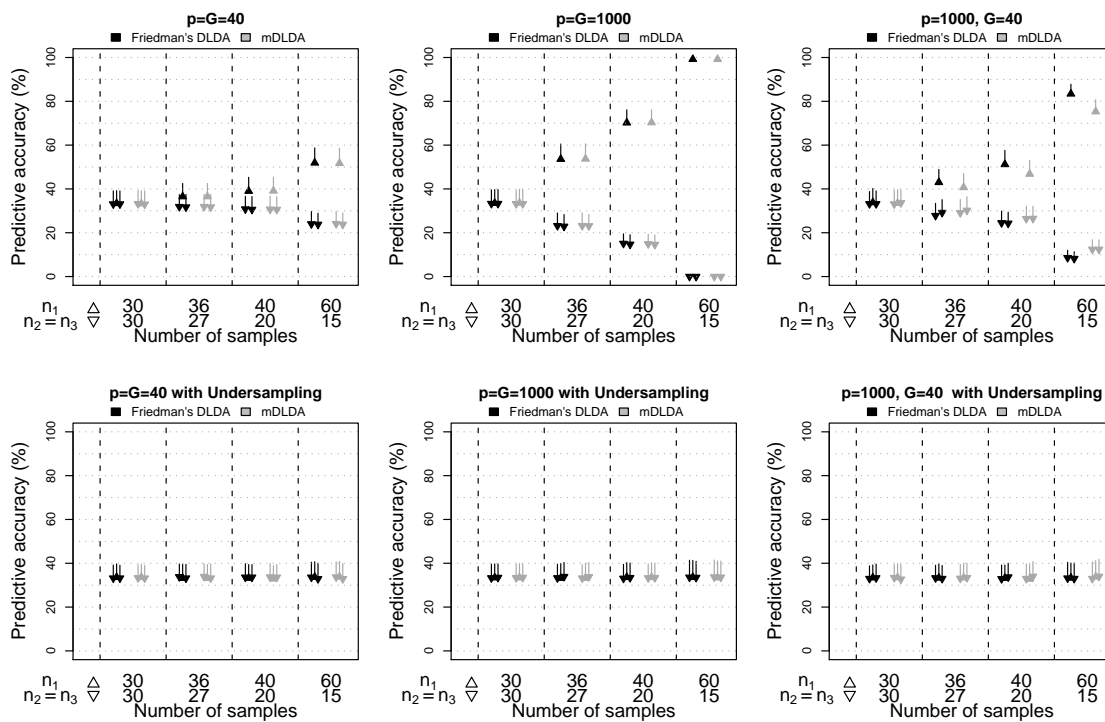 p=G=40
Friedman's DLDA mDLDA
Predictive accuracy (%)
100
80
60
40
20
0
n1 △ 30 36 40 60
n2 = n3 ▽ 30 27 20 15
Number of samples
p=G=1000
Friedman's DLDA mDLDA
Predictive accuracy (%)
100
80
60
40
20
0
n1 △ 30 36 40 60
n2 = n3 ▽ 30 27 20 15
Number of samples
p=1000, G=40
Friedman's DLDA mDLDA
Predictive accuracy (%)
100
80
60
40
20
0
n1 △ 30 36 40 60
n2 = n3 ▽ 30 27 20 15
Number of samples
p=G=40 with Undersampling
Friedman's DLDA mDLDA
Predictive accuracy (%)
100
80
60
40
20
0
n1 △ 30 36 40 60
n2 = n3 ▽ 30 27 20 15
Number of samples
p=G=1000 with Undersampling
Friedman's DLDA mDLDA
Predictive accuracy (%)
100
80
60
40
20
0
n1 △ 30 36 40 60
n2 = n3 ▽ 30 27 20 15
Number of samples
p=1000, G=40 with Undersampling
Friedman's DLDA mDLDA
Predictive accuracy (%)
100
80
60
40
20
0
n1 △ 30 36 40 60
n2 = n3 ▽ 30 27 20 15
Number of samples